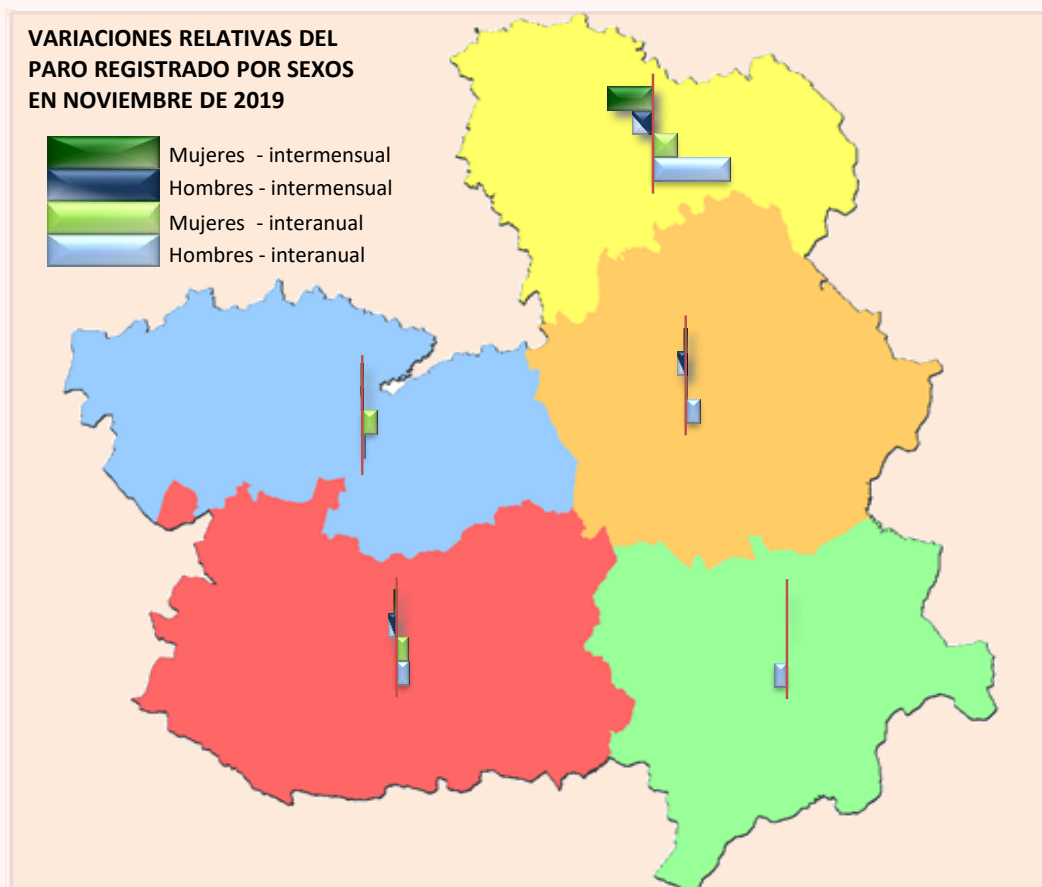 VARIACIONES RELATIVAS DEL
PARO REGISTRADO POR SEXOS
EN NOVIEMBRE DE 2019
Mujeres - intermensual
Hombres - intermensual
Mujeres - interanual
Hombres - interanual